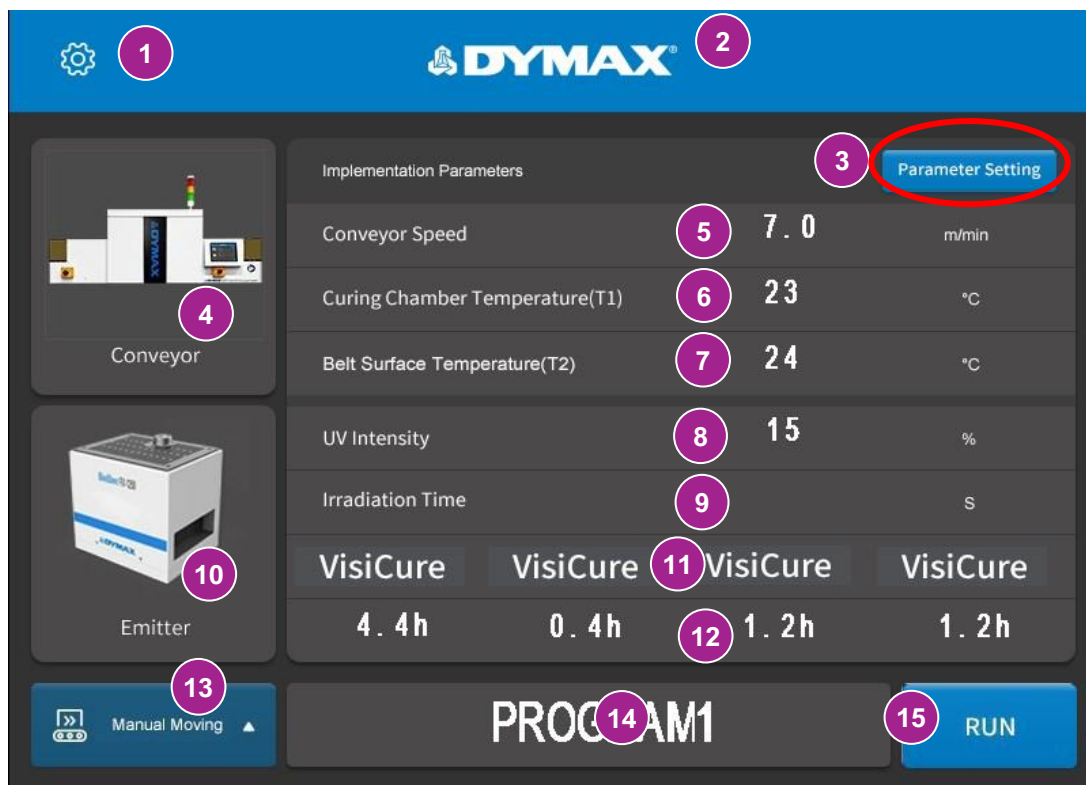 1
DYMAX
2
3
Parameter Setting
Implementation Parameters
Conveyor Speed 5 7.0 m/min
Curing Chamber Temperature(T1) 6 23 °C
4
Conveyor
Belt Surface Temperature(T2) 7 24 °C
UV Intensity 8 15 %
Irradiation Time 9 S
DYMAX
10
Emitter
VisiCure VisiCure 11 VisiCure VisiCure
4.4h 0.4h 12 1.2h 1.2h
13
Manual Moving
PROGRAM1
14
15
RUN